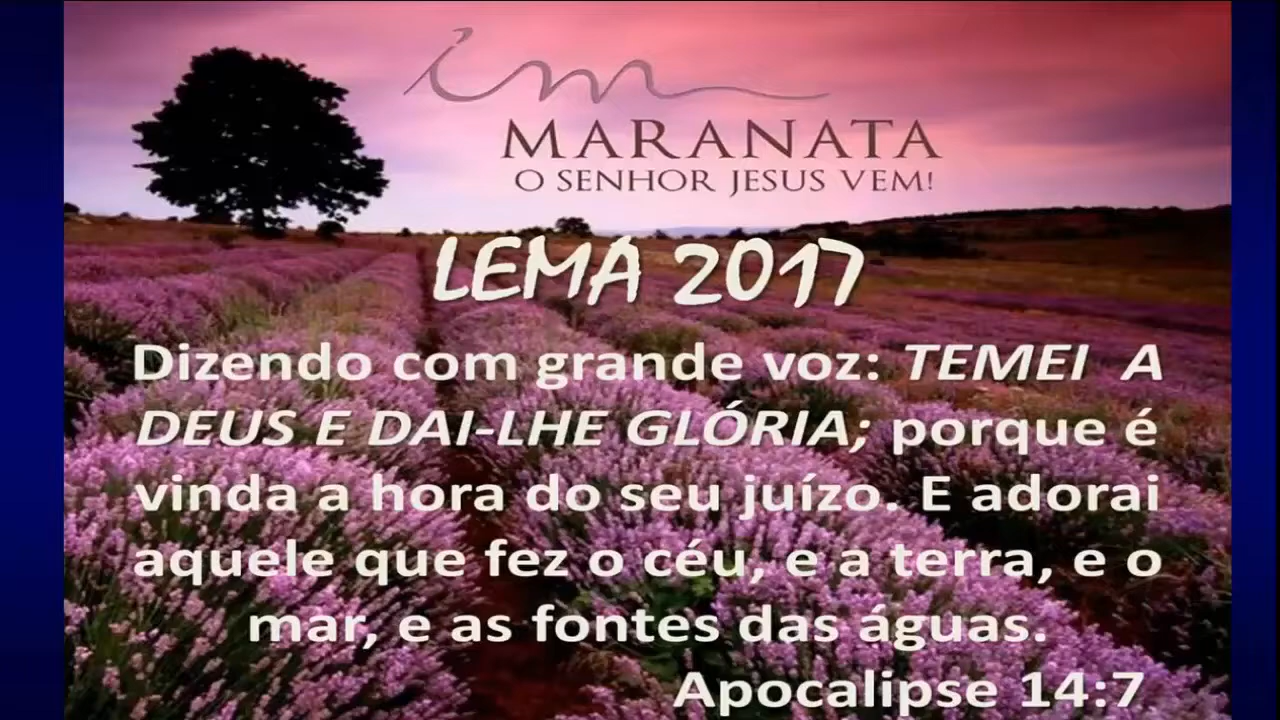 im
MARANATA
O SENHOR JESUS VEM!
LEMA 2017
Dizendo com grande voz: TEMEI A
DEUS E DAI-LHE GLÓRIA; porque é
vinda a hora do seu juízo. E adorai
aquele que fez o céu, e a terra, e o
mar, e as fontes das águas.
Apocalipse 14:7